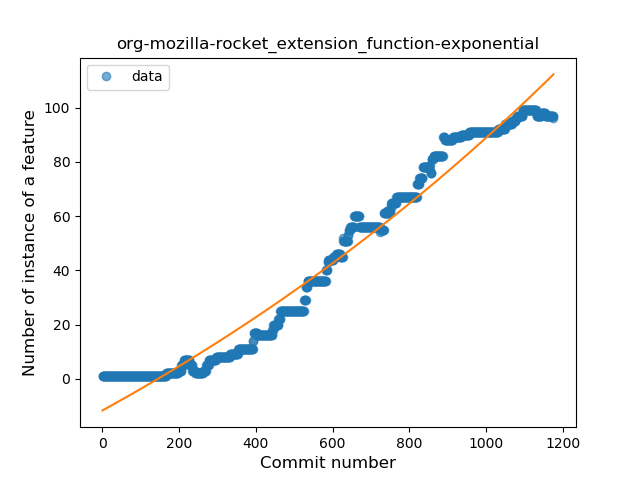 org-mozilla-rocket_extension_function-exponential
data
Number of instance of a feature
100
80
60
40
20
0
0 200 400 600 800 1000 1200
Commit number